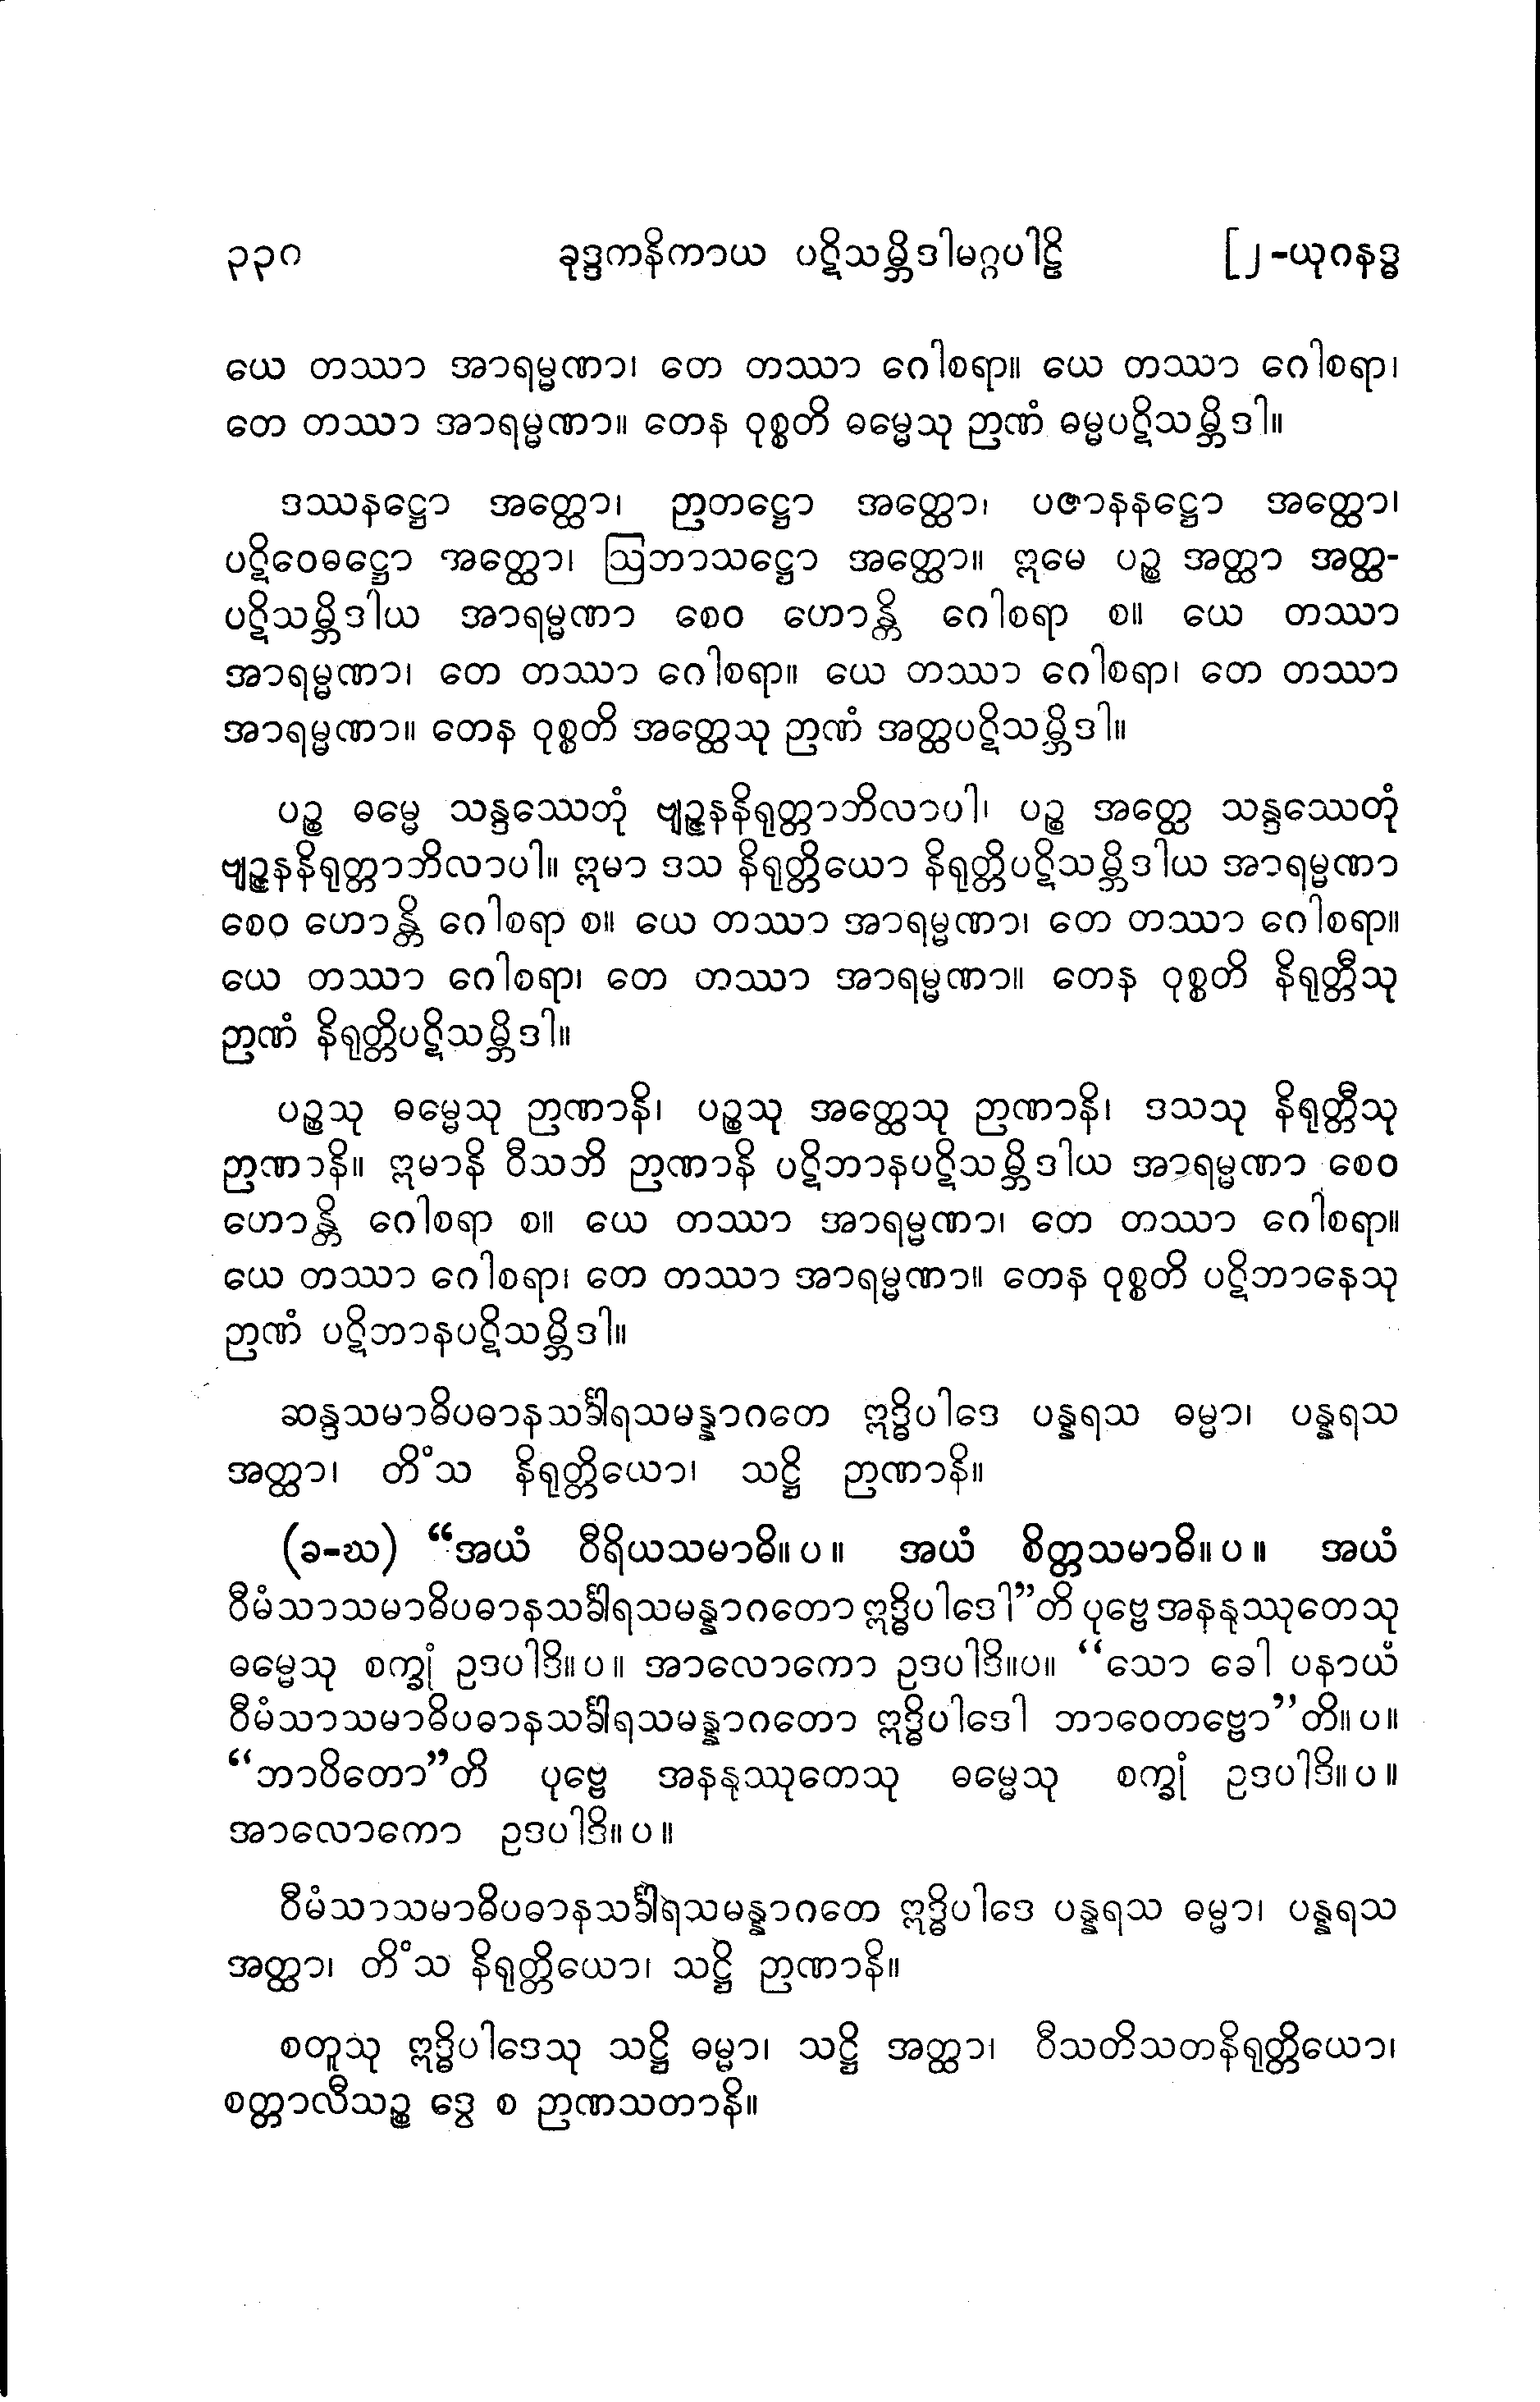 ၃၃ဂ ခုဒ္ဒကနိကာယ ပဋိသမ္ဘိဒါမဂ္ဂပါဠိ [၂-ယုဂနဒ္ဓ
ယေ တဿာ အာရမ္မဏာ၊ တေ တဿာ ဂေါစရာ။ ယေ တဿာ ဂေါစရာ၊
တေ တဿာ အာရမ္မဏာ။ တေန ဝုစ္စတိ ဓမ္မေသု ဉာဏံ ဓမ္မပဋိသမ္ဘိဒါ။
ဒဿနဋ္ဌော အတ္ထော၊ ဉာတဋ္ဌော အတ္ထော၊ ပဇာနနဋ္ဌော အတ္ထော၊
ပဋိဝေဓဋ္ဌော အတ္ထော၊ ဩဘာသဋ္ဌော အတ္ထော။ ဣမေ ပဉ္စ အတ္ထာ အတ္ထ-
ပဋိသမ္ဘိဒါယ အာရမ္မဏာ စေဝ ဟောန္တိ ဂေါစရာ စ။ ယေ တဿာ
အာရမ္မဏာ၊ တေ တဿာ ဂေါစရာ။ ယေ တဿာ ဂေါစရာ၊ တေ တဿာ
အာရမ္မဏာ။ တေန ဝုစ္စတိ အတ္ထေသု ဉာဏံ အတ္ထပဋိသမ္ဘိဒါ။
ပဉ္စ ဓမ္မေ သန္ဒဿေတုံ ဗျဉ္ဇနနိရုတ္တာဘိလာပါ၊ ပဉ္စ အတ္ထေ သန္ဒဿေတုံ
ဗျဉ္ဇနနိရုတ္တာဘိလာပါ။ ဣမာ ဒသ နိရုတ္တိယော နိရုတ္တိပဋိသမ္ဘိဒါယ အာရမ္မဏာ
စေဝ ဟောန္တိ ဂေါစရာ စ။ ယေ တဿာ အာရမ္မဏာ၊ တေ တဿာ ဂေါစရာ။
ယေ တဿာ ဂေါစရာ၊ တေ တဿာ အာရမ္မဏာ။ တေန ဝုစ္စတိ နိရုတ္တီသု
ဉာဏံ နိရုတ္တိပဋိသမ္ဘိဒါ။
ပဉ္စသု ဓမ္မေသု ဉာဏာနိ၊ ပဉ္စသု အတ္ထေသု ဉာဏာနိ၊ ဒသသု နိရုတ္တီသု
ဉာဏာနိ။ ဣမာနိ ဝီသတိ ဉာဏာနိ ပဋိဘာနပဋိသမ္ဘိဒါယ အာရမ္မဏာ စေဝ
ဟောန္တိ ဂေါစရာ စ။ ယေ တဿာ အာရမ္မဏာ၊ တေ တဿာ ဂေါစရာ။
ယေ တဿာ ဂေါစရာ၊ တေ တဿာ အာရမ္မဏာ။ တေန ဝုစ္စတိ ပဋိဘာနေသု
ဉာဏံ ပဋိဘာနပဋိသမ္ဘိဒါ။
ဆန္ဒသမာဓိပဓာနသင်္ခါရသမန္နာဂတေ ဣဒ္ဓိပါဒေ ပန္နရသ ဓမ္မာ၊ ပန္နရသ
အတ္ထာ၊ တိံသ နိရုတ္တိယော၊ သဋ္ဌိ ဉာဏာနိ။
(ခ-ဃ) “အယံ ဝီရိယသမာဓိ။ပ။ အယံ စိတ္တသမာဓိ။ပ။ အယံ
ဝီမံသာသမာဓိပဓာနသင်္ခါရသမန္နာဂတော ဣဒ္ဓိပါဒေါ”တိ ပုဗ္ဗေ အနနုဿုတေသု
ဓမ္မေသု စက္ခုံ ဥဒပါဒိ။ပ။ အာလောကော ဥဒပါဒိ။ပ။ “သော ခေါ ပနာယံ
ဝီမံသာသမာဓိပဓာနသင်္ခါရသမန္နာဂတော ဣဒ္ဓိပါဒေါ ဘာဝေတဗ္ဗော”တိ။ပ။
“ဘာဝိတော”တိ ပုဗ္ဗေ အနနုဿုတေသု ဓမ္မေသု စက္ခုံ ဥဒပါဒိ။ပ။
အာလောကော ဥဒပါဒိ။ပ။
ဝီမံသာသမာဓိပဓာနသင်္ခါရသမန္နာဂတေ ဣဒ္ဓိပါဒေ ပန္နရသ ဓမ္မာ၊ ပန္နရသ
အတ္ထာ၊ တိံသ နိရုတ္တိယော၊ သဋ္ဌိ ဉာဏာနိ။
စတူသု ဣဒ္ဓိပါဒေသု သဋ္ဌိ ဓမ္မာ၊ သဋ္ဌိ အတ္ထာ၊ ဝီသတိသတနိရုတ္တိယော၊
စတ္တာလီသဉ္စ ဒွေ စ ဉာဏသတာနိ။